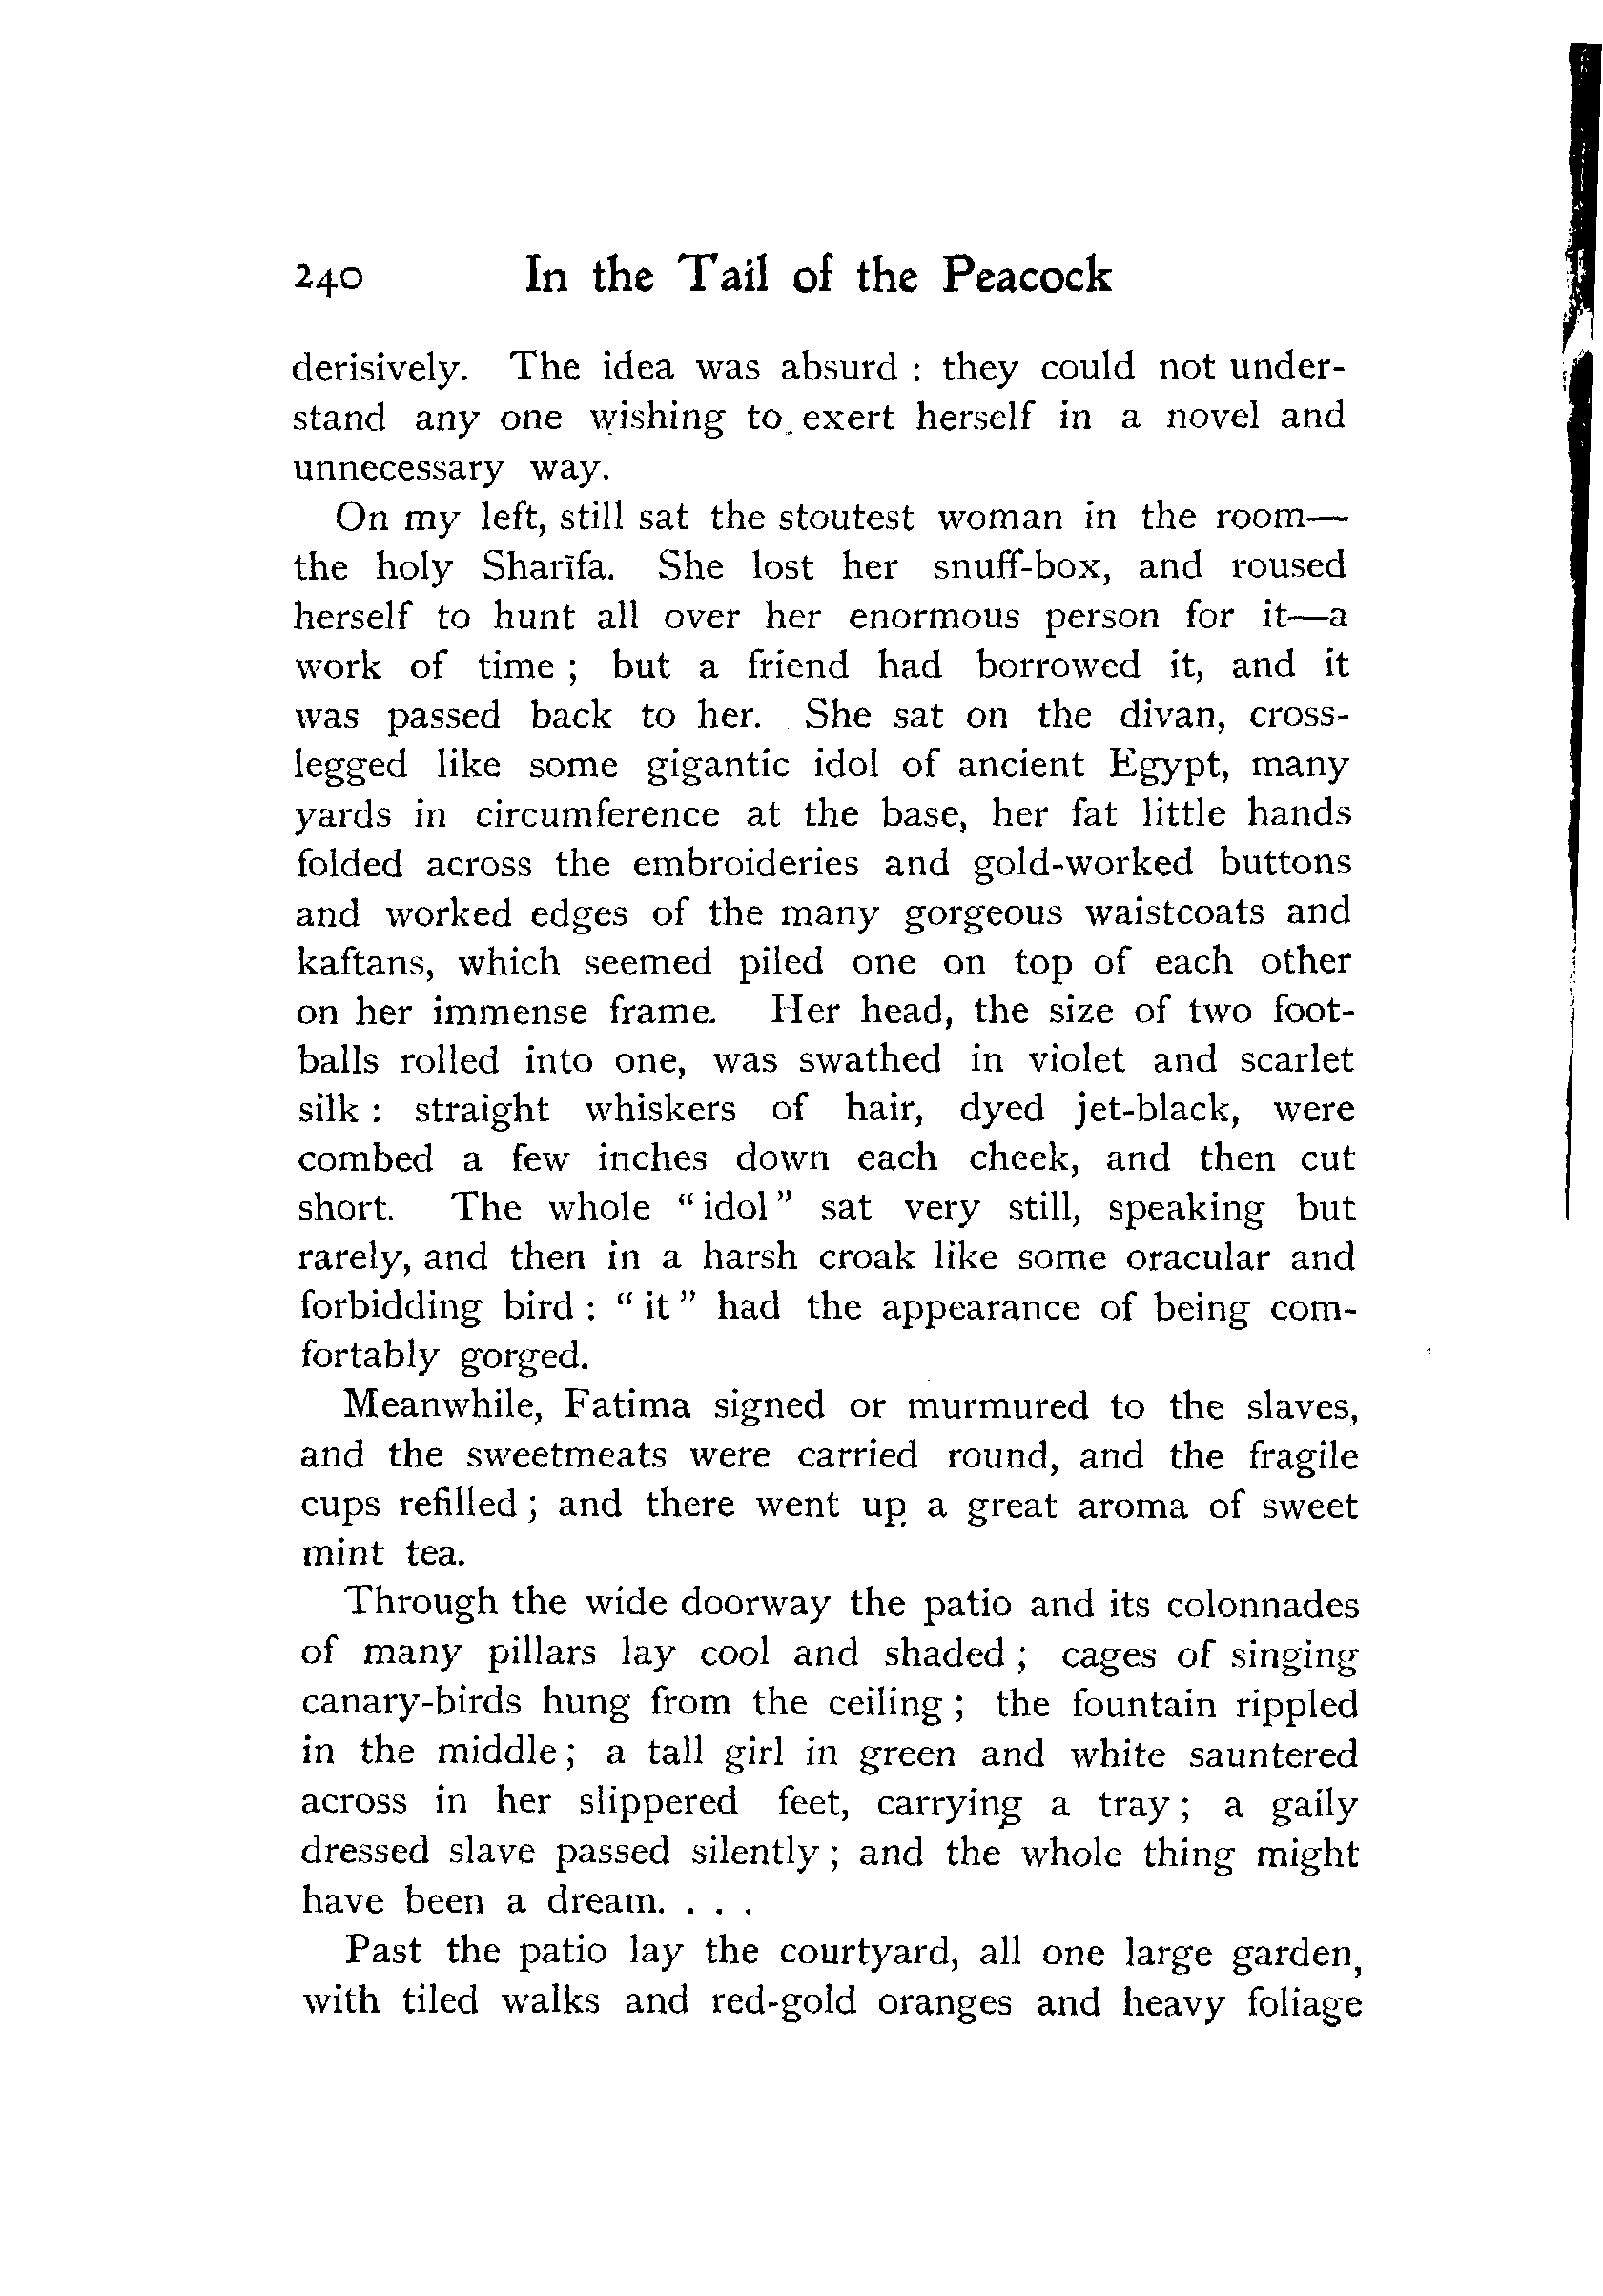 240 In the Tail of the Peacock
derisively. The idea was absurd : they could not under-
stand any one wishing to exert herself in a novel and
unnecessary way.
On my left, still sat the stoutest woman in the room—
the holy Sharīfa. She lost her snuff-box, and roused
herself to hunt all over her enormous person for it—a
work of time ; but a friend had borrowed it, and it
was passed back to her. She sat on the divan, cross-
legged like some gigantic idol of ancient Egypt, many
yards in circumference at the base, her fat little hands
folded across the embroideries and gold-worked buttons
and worked edges of the many gorgeous waistcoats and
kaftans, which seemed piled one on top of each other
on her immense frame. Her head, the size of two foot-
balls rolled into one, was swathed in violet and scarlet
silk : straight whiskers of hair, dyed jet-black, were
combed a few inches down each cheek, and then cut
short. The whole "idol" sat very still, speaking but
rarely, and then in a harsh croak like some oracular and
forbidding bird : "it" had the appearance of being com-
fortably gorged.
Meanwhile, Fatima signed or murmured to the slaves,
and the sweetmeats were carried round, and the fragile
cups refilled ; and there went up a great aroma of sweet
mint tea.
Through the wide doorway the patio and its colonnades
of many pillars lay cool and shaded ; cages of singing
canary-birds hung from the ceiling ; the fountain rippled
in the middle ; a tall girl in green and white sauntered
across in her slippered feet, carrying a tray ; a gaily
dressed slave passed silently ; and the whole thing might
have been a dream. . . .
Past the patio lay the courtyard, all one large garden,
with tiled walks and red-gold oranges and heavy foliage